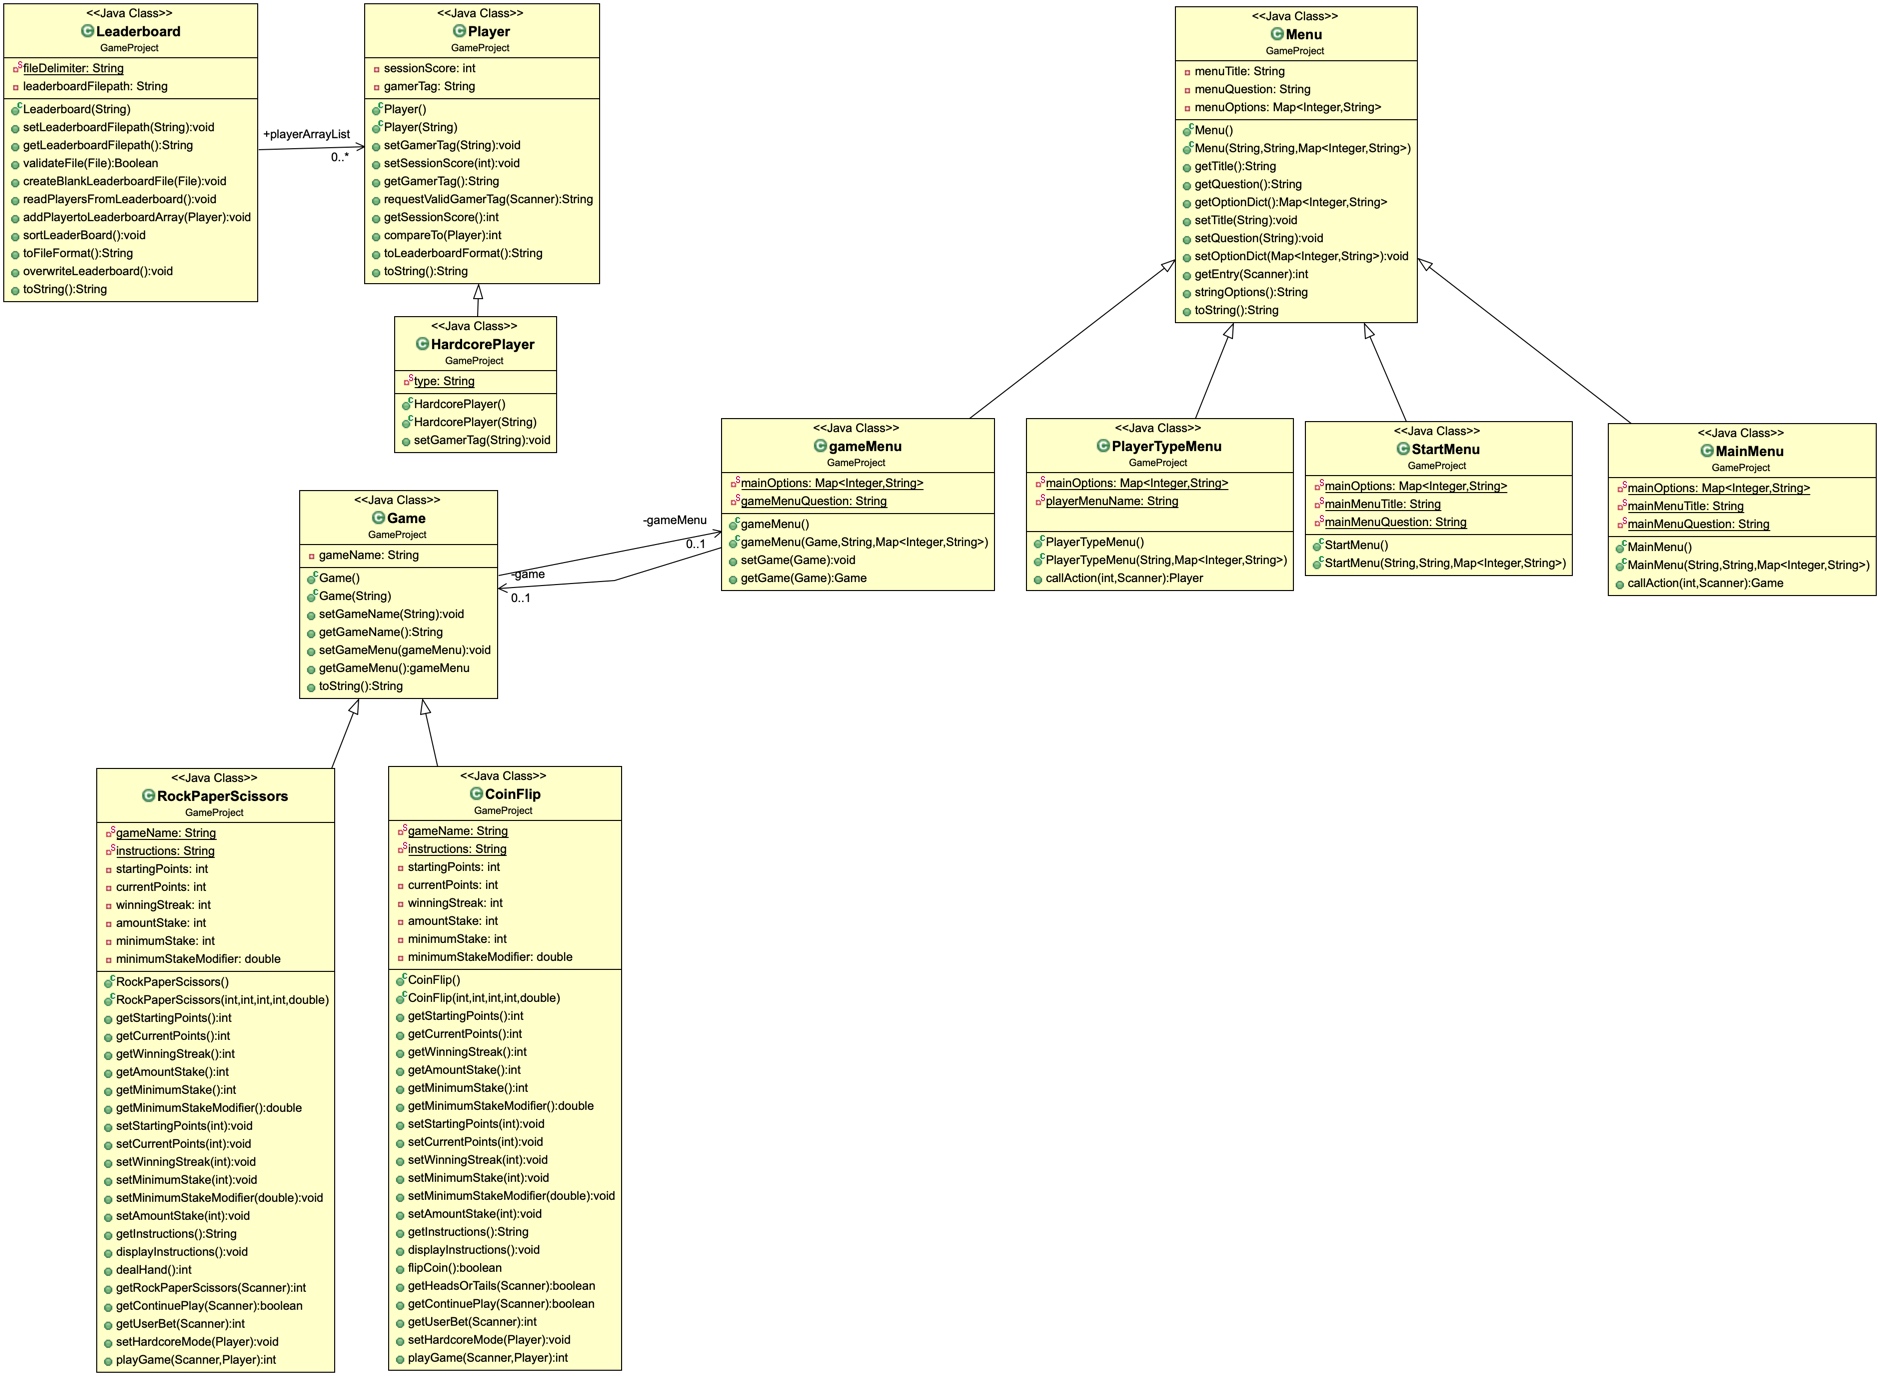 <<Java Class>>
Leaderboard
GameProject
fileDelimiter: String
leaderboardFilepath: String
Leaderboard(String)
setLeaderboardFilepath(String):void
getLeaderboardFilepath():String
validateFile(File):Boolean
createBlankLeaderboardFile(File):void
readPlayersFromLeaderboard():void
addPlayertoLeaderboardArray(Player):void
sortLeaderBoard():void
toFileFormat():String
overwriteLeaderboard():void
toString():String
+playerArrayList
0..*
<<Java Class>>
Player
GameProject
sessionScore: int
gamerTag: String
Player()
Player(String)
setGamerTag(String):void
setSessionScore(int):void
getGamerTag():String
requestValidGamerTag(Scanner):String
getSessionScore():int
compareTo(Player):int
toLeaderboardFormat():String
toString():String
<<Java Class>>
HardcorePlayer
GameProject
type: String
HardcorePlayer()
HardcorePlayer(String)
setGamerTag(String):void
<<Java Class>>
Menu
GameProject
menuTitle: String
menuQuestion: String
menuOptions: Map<Integer,String>
Menu()
Menu(String,String,Map<Integer,String>)
getTitle():String
getQuestion():String
getOptionDict():Map<Integer,String>
setTitle(String):void
setQuestion(String):void
setOptionDict(Map<Integer,String>):void
getEntry(Scanner):int
stringOptions():String
toString():String
<<Java Class>>
gameMenu
GameProject
mainOptions: Map<Integer,String>
gameMenuQuestion: String
gameMenu()
gameMenu(Game,String,Map<Integer,String>)
setGame(Game):void
getGame(Game):Game
<<Java Class>>
PlayerTypeMenu
GameProject
mainOptions: Map<Integer,String>
playerMenuName: String
PlayerTypeMenu()
PlayerTypeMenu(String,Map<Integer,String>)
callAction(int,Scanner):Player
<<Java Class>>
StartMenu
GameProject
mainOptions: Map<Integer,String>
mainMenuTitle: String
mainMenuQuestion: String
StartMenu()
StartMenu(String,String,Map<Integer,String>)
<<Java Class>>
MainMenu
GameProject
mainOptions: Map<Integer,String>
mainMenuTitle: String
mainMenuQuestion: String
MainMenu()
MainMenu(String,String,Map<Integer,String>)
callAction(int,Scanner):Game
<<Java Class>>
Game
GameProject
gameName: String
Game()
Game(String)
setGameName(String):void
getGameName():String
setGameMenu(gameMenu):void
getGameMenu():gameMenu
toString():String
-gameMenu
0..1
-game
0..1
<<Java Class>>
RockPaperScissors
GameProject
gameName: String
instructions: String
startingPoints: int
currentPoints: int
winningStreak: int
amountStake: int
minimumStake: int
minimumStakeModifier: double
RockPaperScissors()
RockPaperScissors(int,int,int,int,double)
getStartingPoints():int
getCurrentPoints():int
getWinningStreak():int
getAmountStake():int
getMinimumStake():int
getMinimumStakeModifier():double
setStartingPoints(int):void
setCurrentPoints(int):void
setWinningStreak(int):void
setMinimumStake(int):void
setMinimumStakeModifier(double):void
setAmountStake(int):void
getInstructions():String
displayInstructions():void
dealHand():int
getRockPaperScissors(Scanner):int
getContinuePlay(Scanner):boolean
getUserBet(Scanner):int
setHardcoreMode(Player):void
playGame(Scanner,Player):int
<<Java Class>>
CoinFlip
GameProject
gameName: String
instructions: String
startingPoints: int
currentPoints: int
winningStreak: int
amountStake: int
minimumStake: int
minimumStakeModifier: double
CoinFlip()
CoinFlip(int,int,int,int,double)
getStartingPoints():int
getCurrentPoints():int
getWinningStreak():int
getAmountStake():int
getMinimumStake():int
getMinimumStakeModifier():double
setStartingPoints(int):void
setCurrentPoints(int):void
setWinningStreak(int):void
setMinimumStake(int):void
setMinimumStakeModifier(double):void
setAmountStake(int):void
getInstructions():String
displayInstructions():void
flipCoin():boolean
getHeadsOrTails(Scanner):boolean
getContinuePlay(Scanner):boolean
getUserBet(Scanner):int
setHardcoreMode(Player):void
playGame(Scanner,Player):int